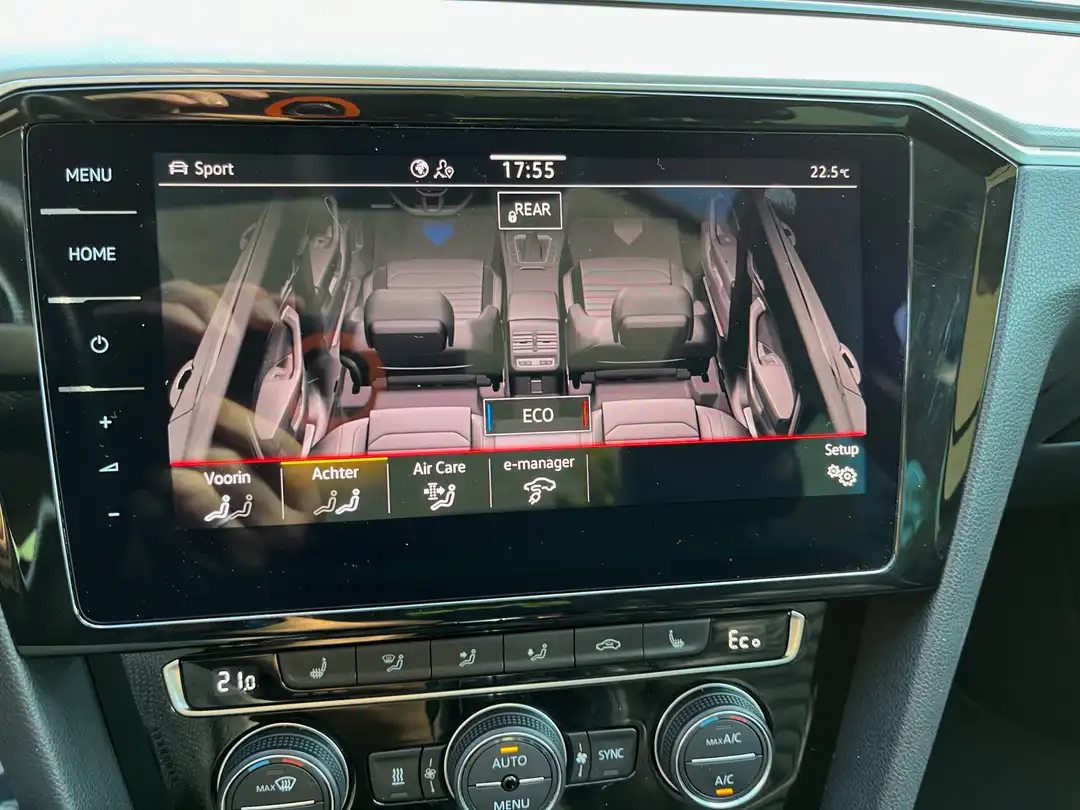 MENU
HOME
Sport
17:55
22.5°C
REAR
ECO
Voorin
Achter
Air Care
e-manager
Setup
21.0
Eco
MAX
AUTO
MENU
SYNC
MAX A/C
A/C